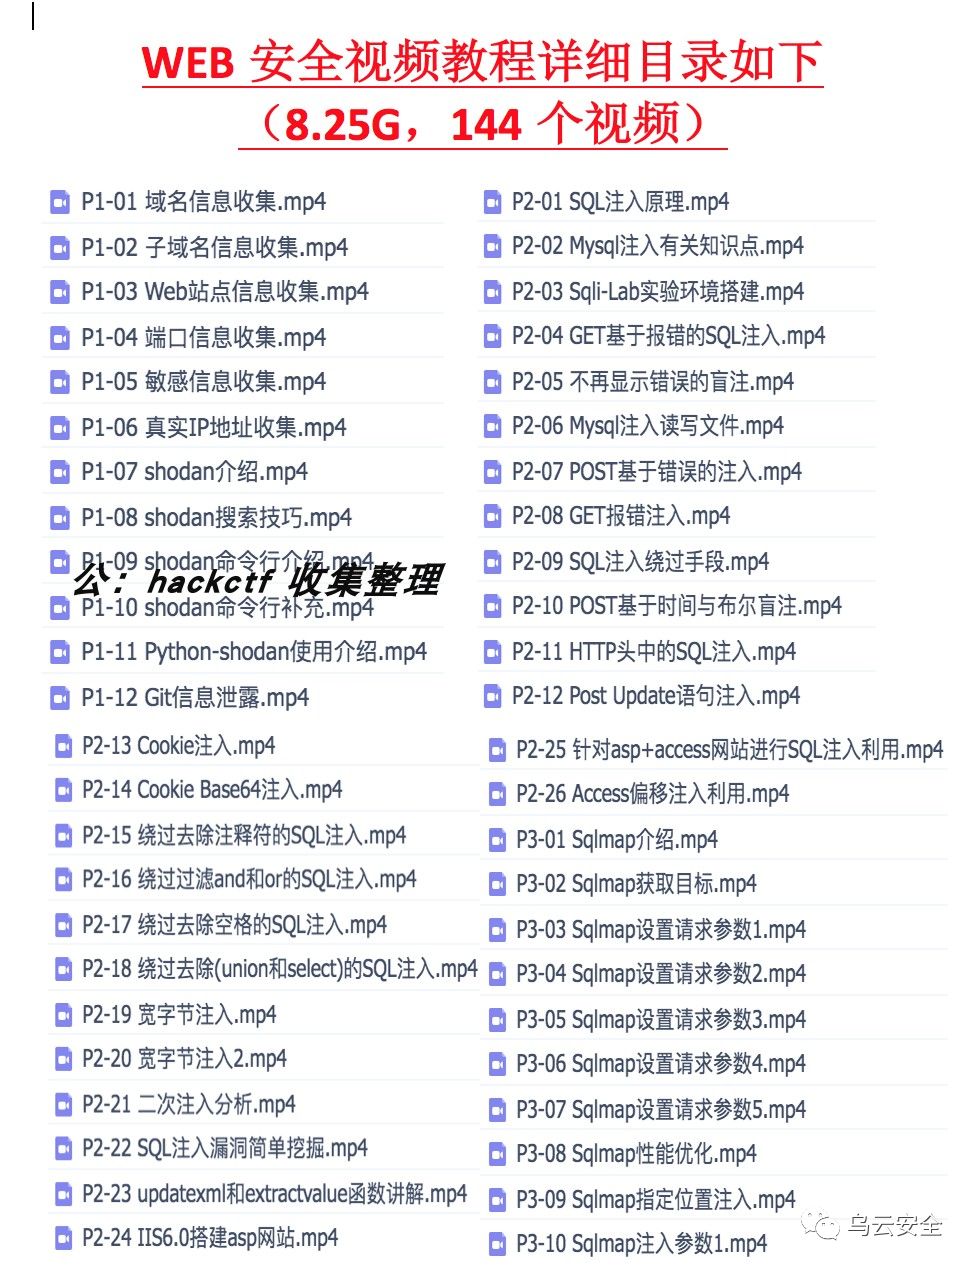 WEB 安全视频教程详细目录如下
（8.25G，144 个视频）
P1-01 域名信息收集.mp4
P1-02 子域名信息收集.mp4
P1-03 Web站点信息收集.mp4
P1-04 端口信息收集.mp4
P1-05 敏感信息收集.mp4
P1-06 真实IP地址收集.mp4
P1-07 shodan介绍.mp4
P1-08 shodan搜索技巧.mp4
P1-09 shodan命令行介绍.mp4
公：hackctf 收集整理
P1-10 shodan命令行补充.mp4
P1-11 Python-shodan使用介绍.mp4
P1-12 Git信息泄露.mp4
P2-01 SQL注入原理.mp4
P2-02 Mysql注入有关知识点.mp4
P2-03 Sqli-Lab实验环境搭建.mp4
P2-04 GET基于报错的SQL注入.mp4
P2-05 不再显示错误的盲注.mp4
P2-06 Mysql注入读写文件.mp4
P2-07 POST基于错误的注入.mp4
P2-08 GET报错注入.mp4
P2-09 SQL注入绕过手段.mp4
P2-10 POST基于时间与布尔盲注.mp4
P2-11 HTTP头中的SQL注入.mp4
P2-12 Post Update语句注入.mp4
P2-13 Cookie注入.mp4
P2-14 Cookie Base64注入.mp4
P2-15 绕过去除注释符的SQL注入.mp4
P2-16 绕过过滤and和or的SQL注入.mp4
P2-17 绕过去除空格的SQL注入.mp4
P2-18 绕过去除(union和select)的SQL注入.mp4
P2-19 宽字节注入.mp4
P2-20 宽字节注入2.mp4
P2-21 二次注入分析.mp4
P2-22 SQL注入漏洞简单挖掘.mp4
P2-23 updatexml和extractvalue函数讲解.mp4
P2-24 IIS6.0搭建asp网站.mp4
P2-25 针对asp+access网站进行SQL注入利用.mp4
P2-26 Access偏移注入利用.mp4
P3-01 Sqlmap介绍.mp4
P3-02 Sqlmap获取目标.mp4
P3-03 Sqlmap设置请求参数1.mp4
P3-04 Sqlmap设置请求参数2.mp4
P3-05 Sqlmap设置请求参数3.mp4
P3-06 Sqlmap设置请求参数4.mp4
P3-07 Sqlmap设置请求参数5.mp4
P3-08 Sqlmap性能优化.mp4
P3-09 Sqlmap指定位置注入.mp4
P3-10 Sqlmap注入参数1.mp4
乌云安全